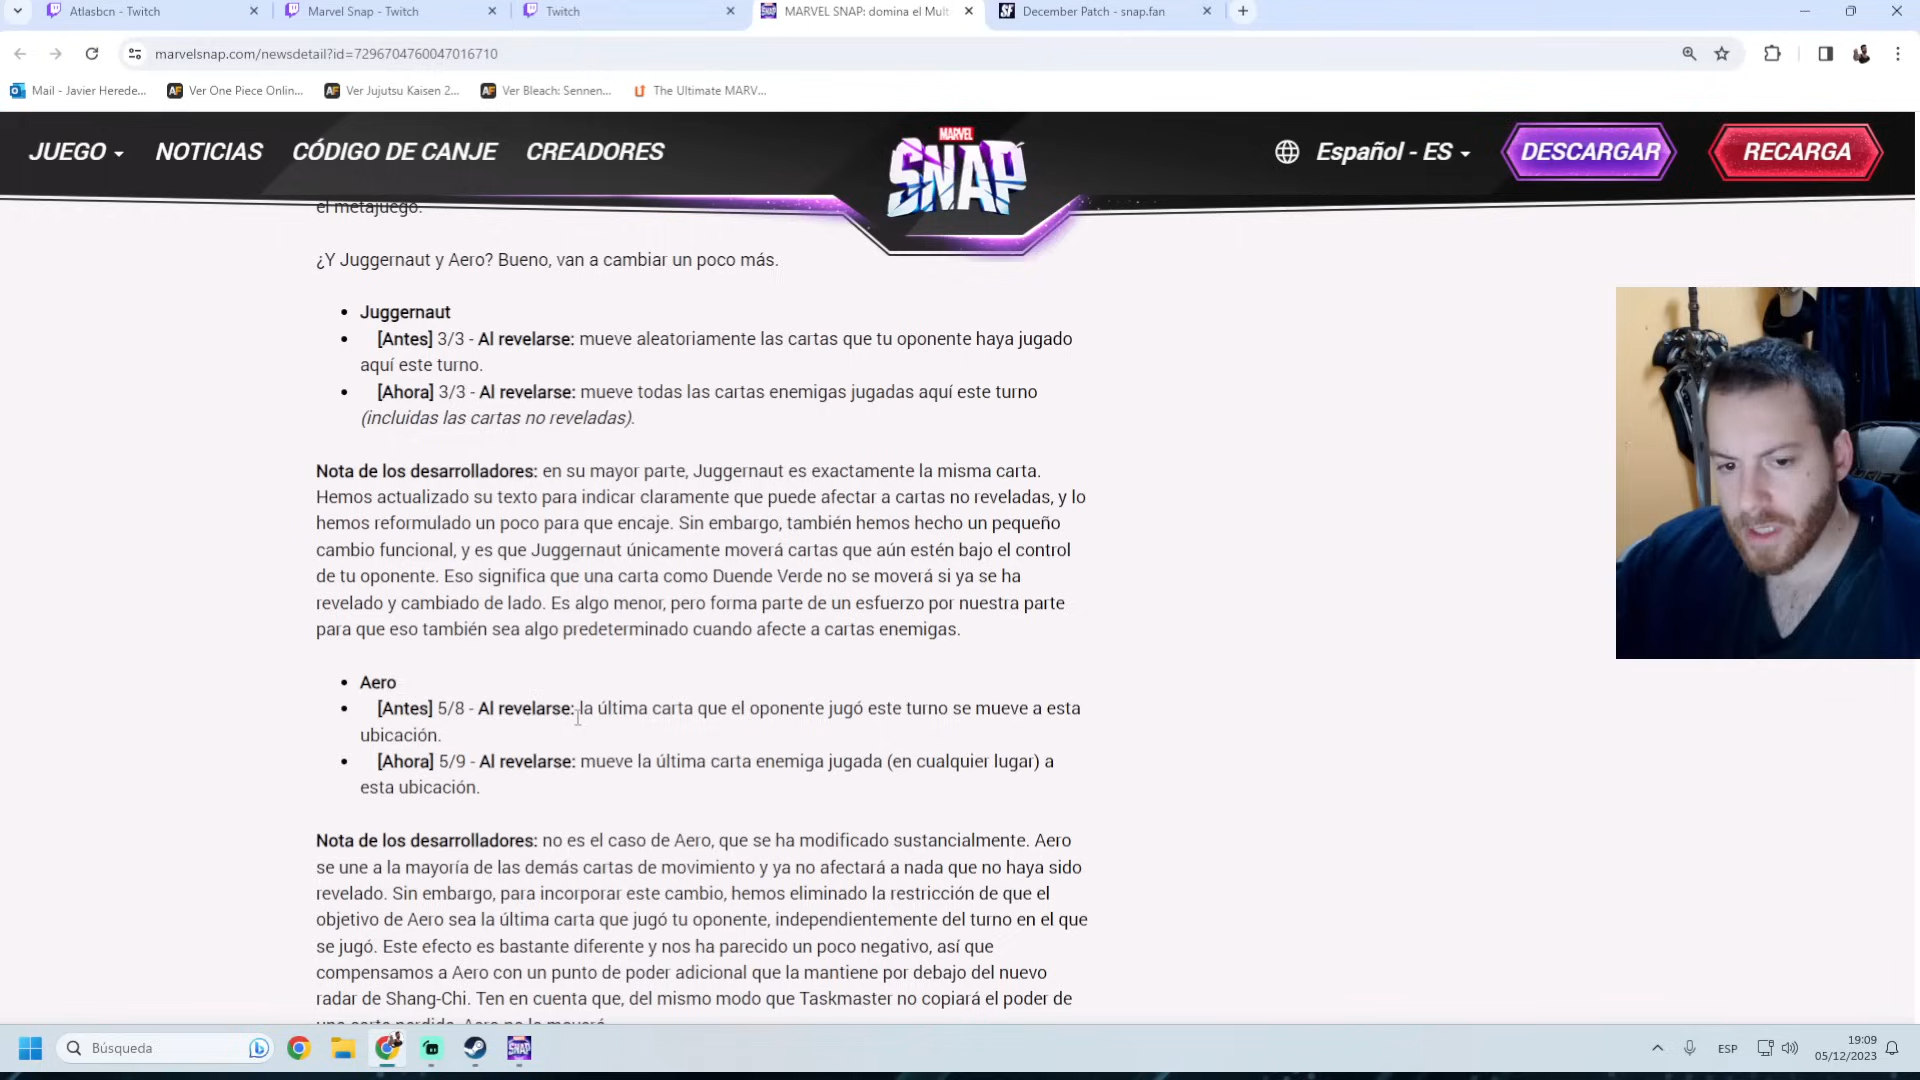 Atlasbcn - Twitch
Marvel Snap - Twitch
Twitch
MARVEL SNAP: domina el Mult
December Patch - snap.fan
marvelsnap.com/newsdetail?id=7296704760047016710
Mail - Javier Herede...
Ver One Piece Onlin...
Ver Jujutsu Kaisen 2...
Ver Bleach: Sennen...
The Ultimate MARV...
JUEGO
NOTICIAS
CÓDIGO DE CANJE
CREADORES
MARVEL
SNAP
Español - ES
DESCARGAR
RECARGA
el metajuego.
¿Y Juggernaut y Aero? Bueno, van a cambiar un poco más.
• Juggernaut
• [Antes] 3/3 - Al revelarse: mueve aleatoriamente las cartas que tu oponente haya jugado
aquí este turno.
• [Ahora] 3/3 - Al revelarse: mueve todas las cartas enemigas jugadas aquí este turno
(incluidas las cartas no reveladas).
Nota de los desarrolladores: en su mayor parte, Juggernaut es exactamente la misma carta.
Hemos actualizado su texto para indicar claramente que puede afectar a cartas no reveladas, y lo
hemos reformulado un poco para que encaje. Sin embargo, también hemos hecho un pequeño
cambio funcional, y es que Juggernaut únicamente moverá cartas que aún estén bajo el control
de tu oponente. Eso significa que una carta como Duende Verde no se moverá si ya se ha
revelado y cambiado de lado. Es algo menor, pero forma parte de un esfuerzo por nuestra parte
para que eso también sea algo predeterminado cuando afecte a cartas enemigas.
• Aero
• [Antes] 5/8 - Al revelarse: la última carta que el oponente jugó este turno se mueve a esta
ubicación.
• [Ahora] 5/9 - Al revelarse: mueve la última carta enemiga jugada (en cualquier lugar) a
esta ubicación.
Nota de los desarrolladores: no es el caso de Aero, que se ha modificado sustancialmente. Aero
se une a la mayoría de las demás cartas de movimiento y ya no afectará a nada que no haya sido
revelado. Sin embargo, para incorporar este cambio, hemos eliminado la restricción de que el
objetivo de Aero sea la última carta que jugó tu oponente, independientemente del turno en el que
se jugó. Este efecto es bastante diferente y nos ha parecido un poco negativo, así que
compensamos a Aero con un punto de poder adicional que la mantiene por debajo del nuevo
radar de Shang-Chi. Ten en cuenta que, del mismo modo que Taskmaster no copiará el poder de
una carta perdida, Aero no la moverá.
Búsqueda
ESP
19:09
05/12/2023